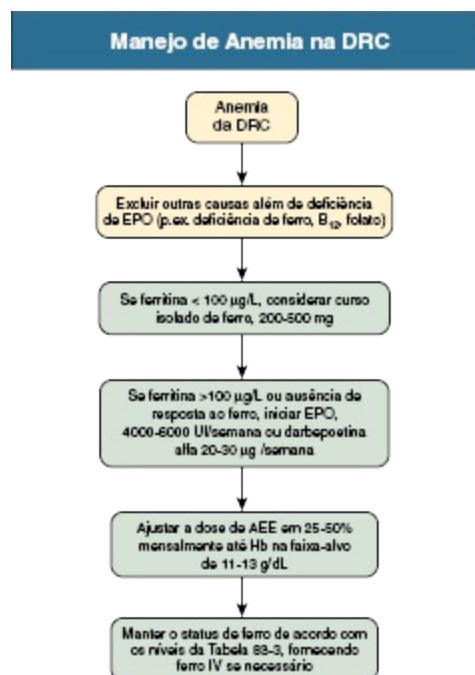 Manejo de Anemia na DRC
Anemia
da DRC
Excluir outras causas além de deficiência
de EPO (p.ex. deficiência de ferro, B12, folato)
Se ferritina < 100 µg/L, considerar curso
isolado de ferro, 200-500 mg
Se ferritina >100 µg/L ou ausência de
resposta ao ferro, iniciar EPO,
4000-6000 UI/semana ou darbepoetina
alfa 20-30 µg /semana
Ajustar a dose de AEE em 25-50%
mensalmente até Hb na faixa-alvo
de 11-13 g/dL
Manter o status de ferro de acordo com
os níveis da Tabela 83-3, fornecendo
ferro IV se necessário